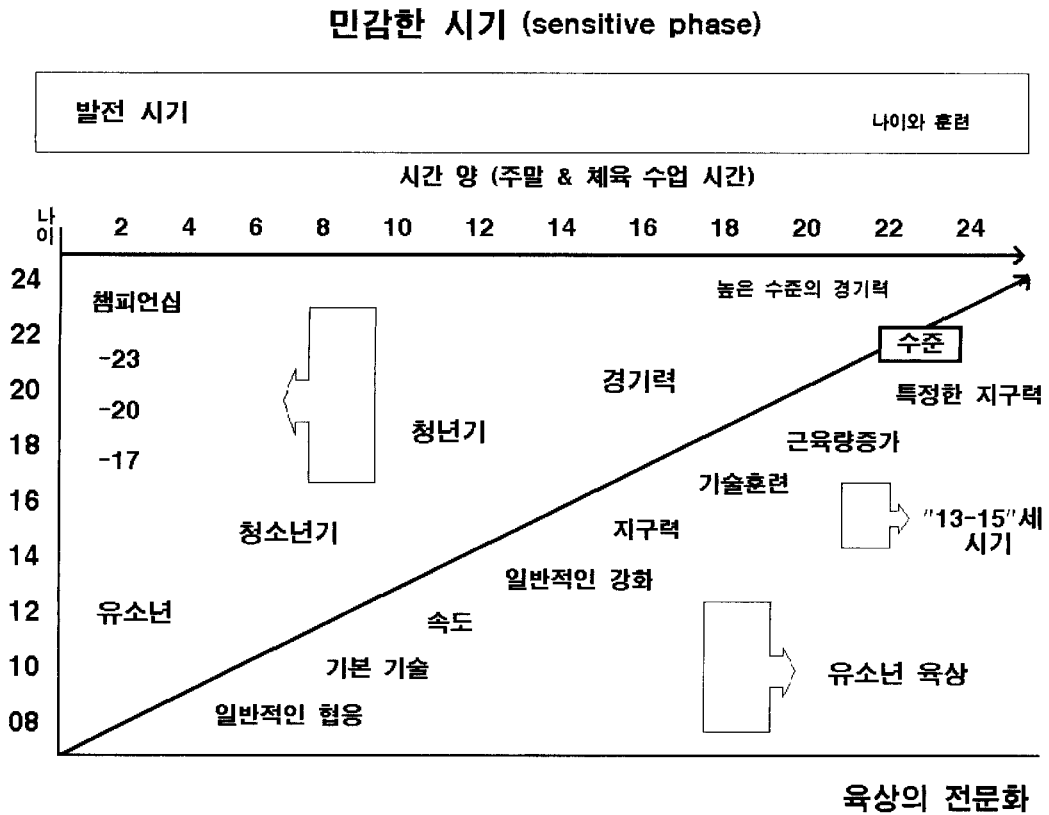 민감한 시기 (sensitive phase)
발전 시기
나이와 훈련
시간 양 (주말 & 체육 수업 시간)
나이
2 4 6 8 10 12 14 16 18 20 22 24
24
높은 수준의 경기력
챔피언십
22
수준
-23
경기력
20
특정한 지구력
-20
청년기
18
근육량증가
-17
기술훈련
16
"13-15"세
시기
청소년기
지구력
14
일반적인 강화
12
유소년
속도
10
기본 기술
유소년 육상
08
일반적인 협응
육상의 전문화